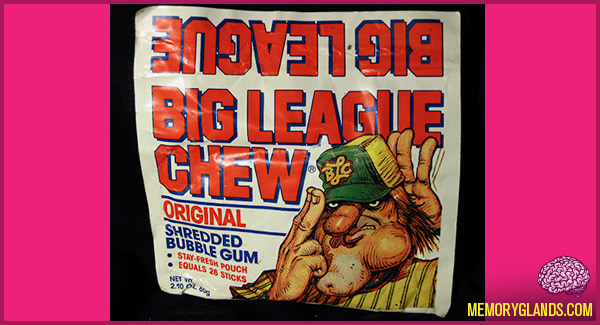 BIG LEAGUE
BIG LEAGUE
CHEW®
BLC
ORIGINAL
SHREDDED
BUBBLE GUM
• STAY-FRESH POUCH
• EQUALS 26 STICKS
NET WT.
2.10 OZ. 60g
MEMORYGLANDS.COM